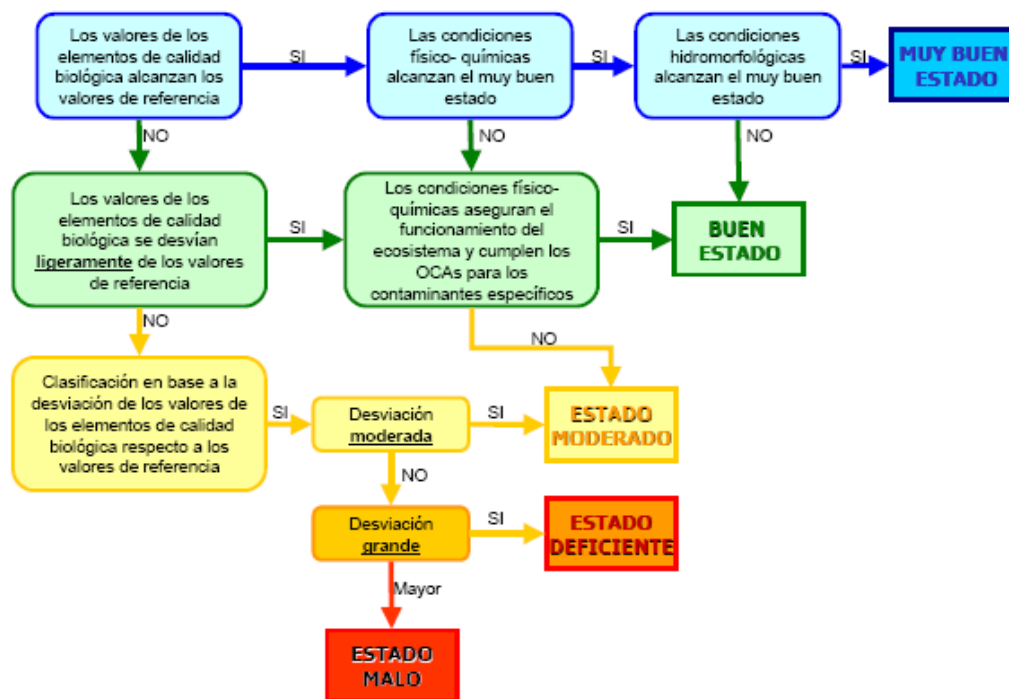 Los valores de los
elementos de calidad
biológica alcanzan los
valores de referencia
SI
Las condiciones
físico- químicas
alcanzan el muy buen
estado
SI
Las condiciones
hidromorfológicas
alcanzan el muy buen
estado
SI
MUY BUEN
ESTADO
NO
NO
NO
Los valores de los
elementos de calidad
biológica se desvían
ligeramente de los valores
de referencia
SI
Los condiciones físico-
químicas aseguran el
funcionamiento del
ecosistema y cumplen los
OCAs para los
contaminantes específicos
SI
BUEN
ESTADO
NO
NO
Clasificación en base a la
desviación de los valores de
los elementos de calidad
biológica respecto a los
valores de referencia
SI
Desviación
moderada
SI
ESTADO
MODERADO
NO
Desviación
grande
SI
ESTADO
DEFICIENTE
Mayor
ESTADO
MALO